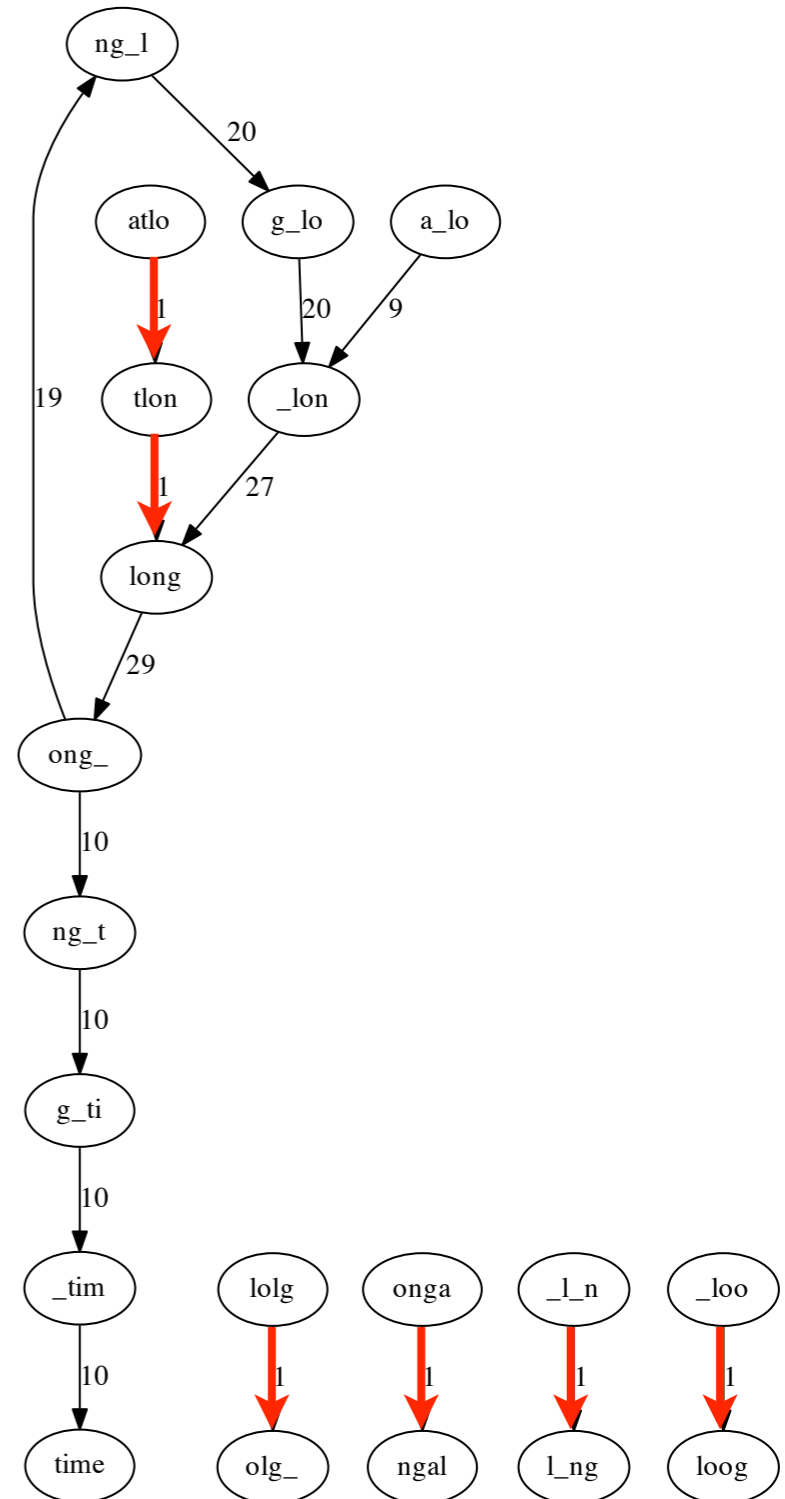 ng_l
20
atlo
g_lo
a_lo
1
20
9
19
tlon
_lon
1
27
long
29
ong_
10
ng_t
10
g_ti
10
_tim
lolg
onga
_l_n
_loo
10
1
1
1
1
time
olg_
ngal
l_ng
loog